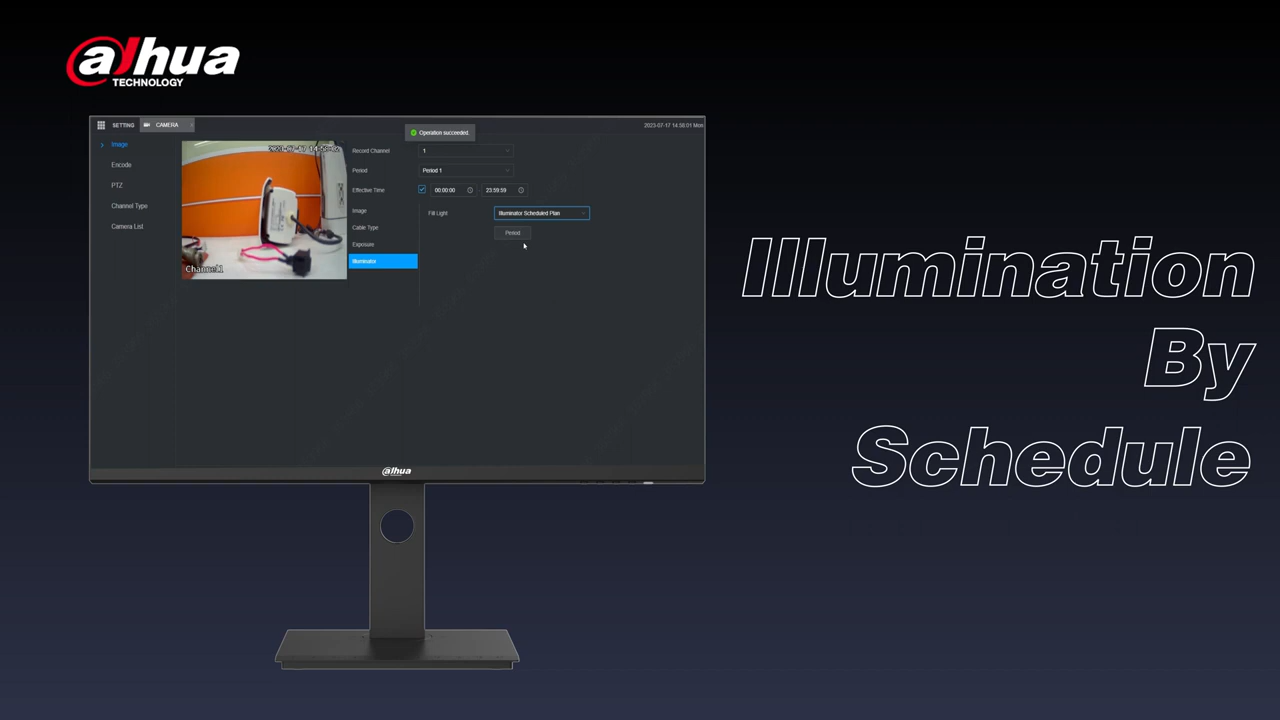 alhua
TECHNOLOGY
SETTING
CAMERA
2023-07-17 14:58:01 Mon
Operation succeeded.
Image
Encode
PTZ
Channel Type
Camera List
Channel1
Record Channel
1
Period
Period 1
Effective Time
00:00:00
23:59:59
Image
Cable Type
Exposure
Illuminator
Fill Light
Illuminator Scheduled Plan
Period
alhua
Illumination
By
Schedule